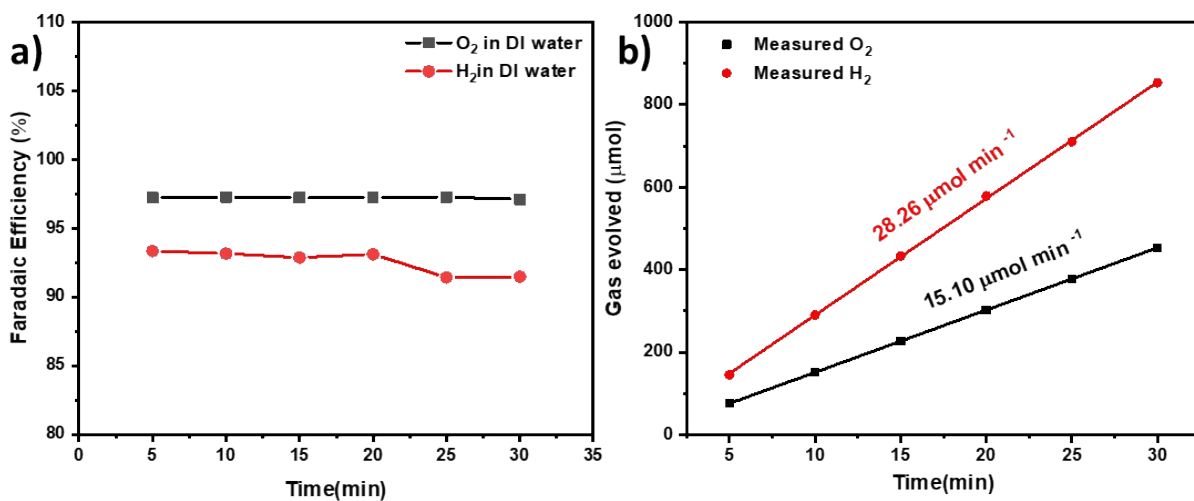 a)
O₂ in DI water
H₂in DI water
Faradaic Efficiency (%)
110
105
100
95
90
85
80
0
5
10
15
20
25
30
35
Time(min)
b)
Measured O₂
Measured H₂
Gas evolved (μmol)
1000
800
600
400
200
0
28.26 μmol min ⁻¹
15.10 μmol min ⁻¹
5
10
15
20
25
30
Time(min)